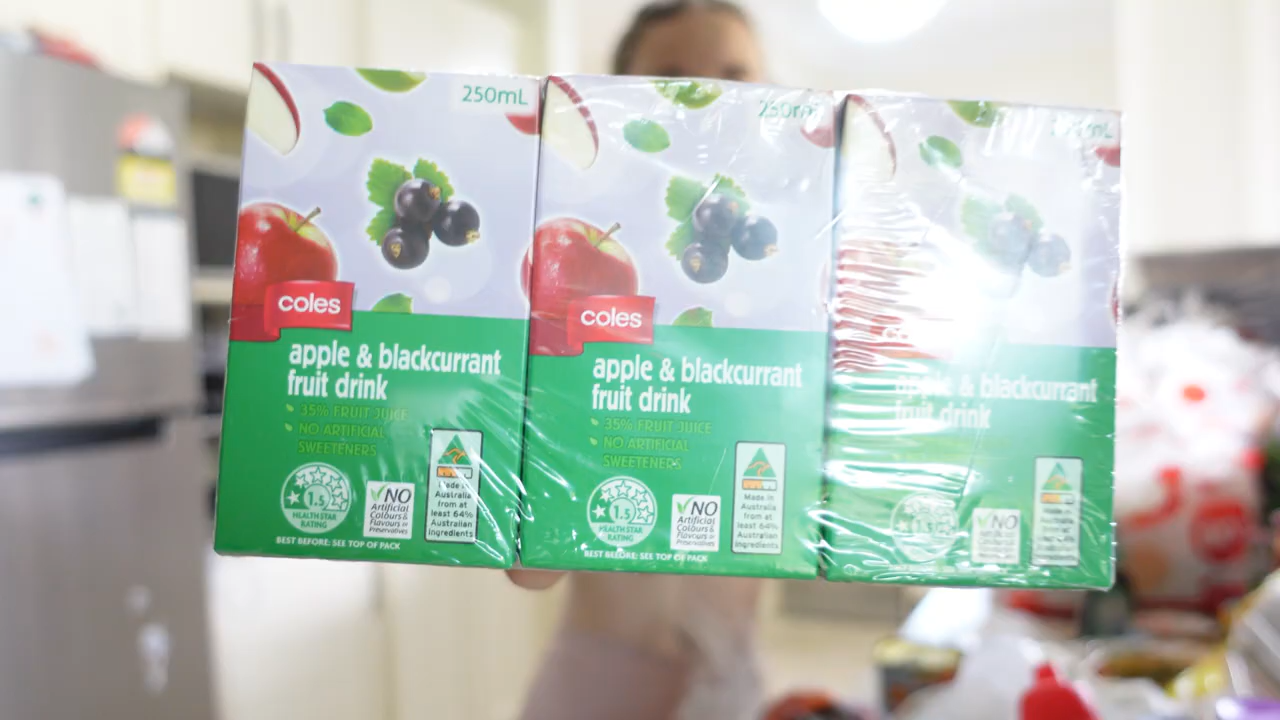 250mL
coles
apple & blackcurrant
fruit drink
35% FRUIT JUICE
NO ARTIFICIAL
SWEETENERS
1.5
HEALTH STAR
RATING
NO
Artificial
Colours &
Flavours or
Preservatives
Made in
Australia
from at
least 64%
Australian
ingredients
BEST BEFORE: SEE TOP OF PACK
250mL
coles
apple & blackcurrant
fruit drink
35% FRUIT JUICE
NO ARTIFICIAL
SWEETENERS
1.5
HEALTH STAR
RATING
NO
Artificial
Colours &
Flavours or
Preservatives
Made in
Australia
from at
least 64%
Australian
ingredients
BEST BEFORE: SEE TOP OF PACK
apple & blackcurrant
fruit drink
1.5
NO